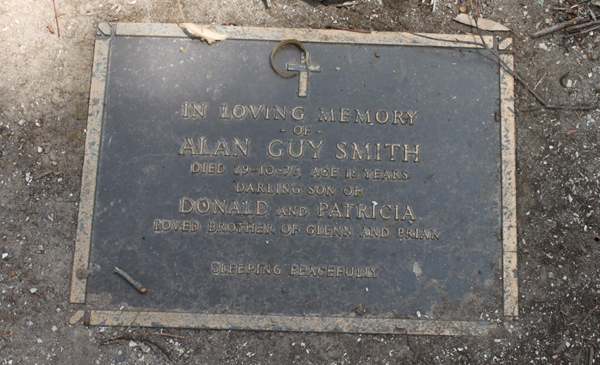 IN LOVING MEMORY
- OF -
ALAN GUY SMITH
DIED 29-10- AGE 18 YEARS
DARLING SON OF
DONALD AND PATRICIA
LOVED BROTHER OF GLENN AND BRIAN
SLEEPING PEACEFULLY